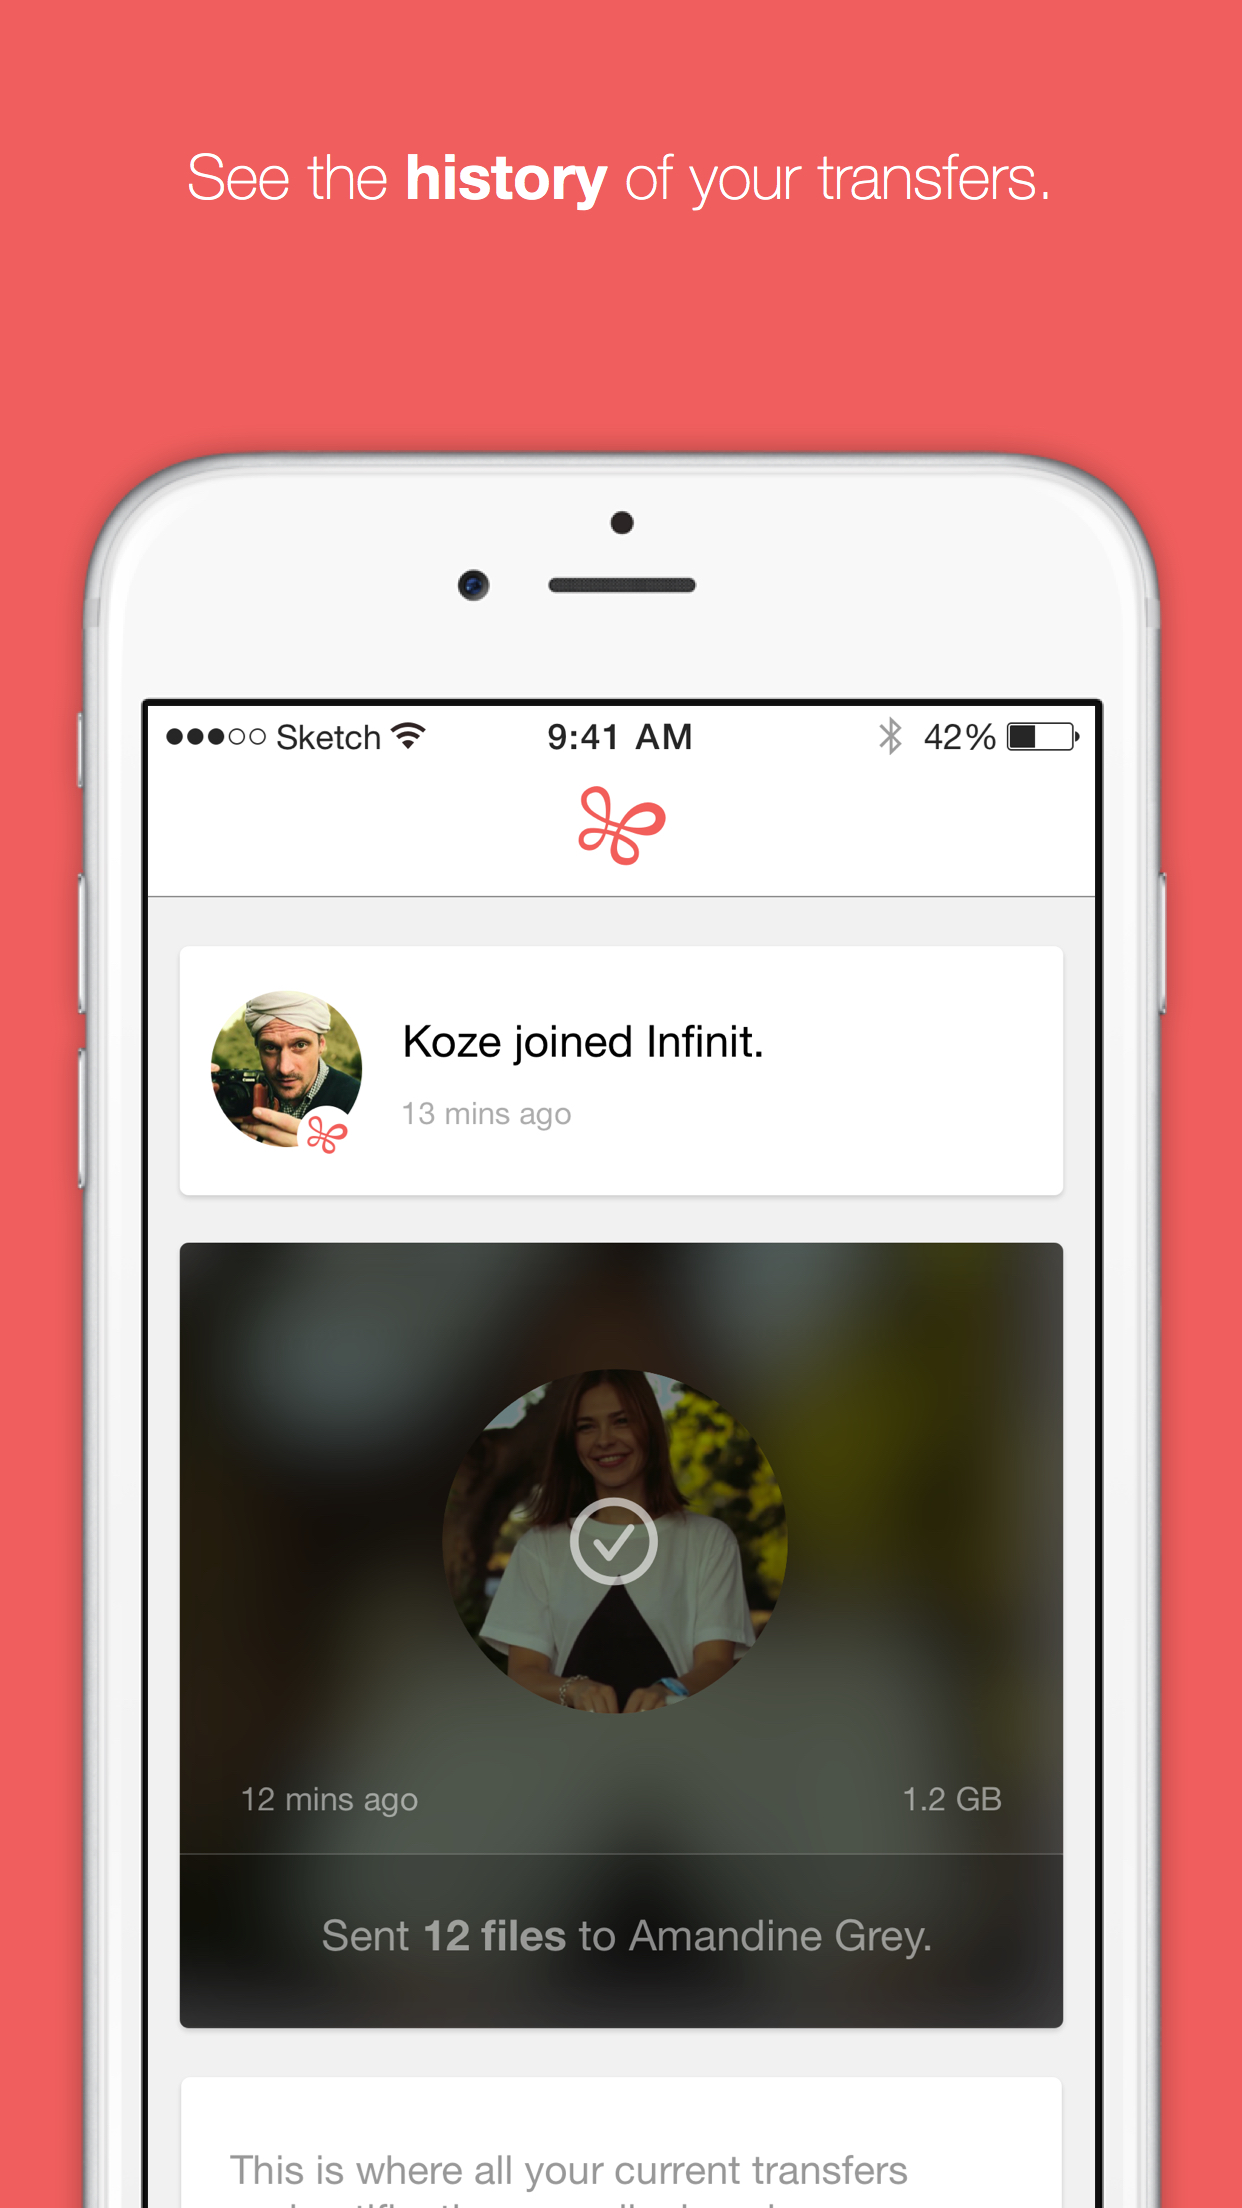 See the history of your transfers.
Sketch 9:41 AM 42%
Koze joined Infinit.
13 mins ago
12 mins ago 1.2 GB
Sent 12 files to Amandine Grey.
This is where all your current transfers